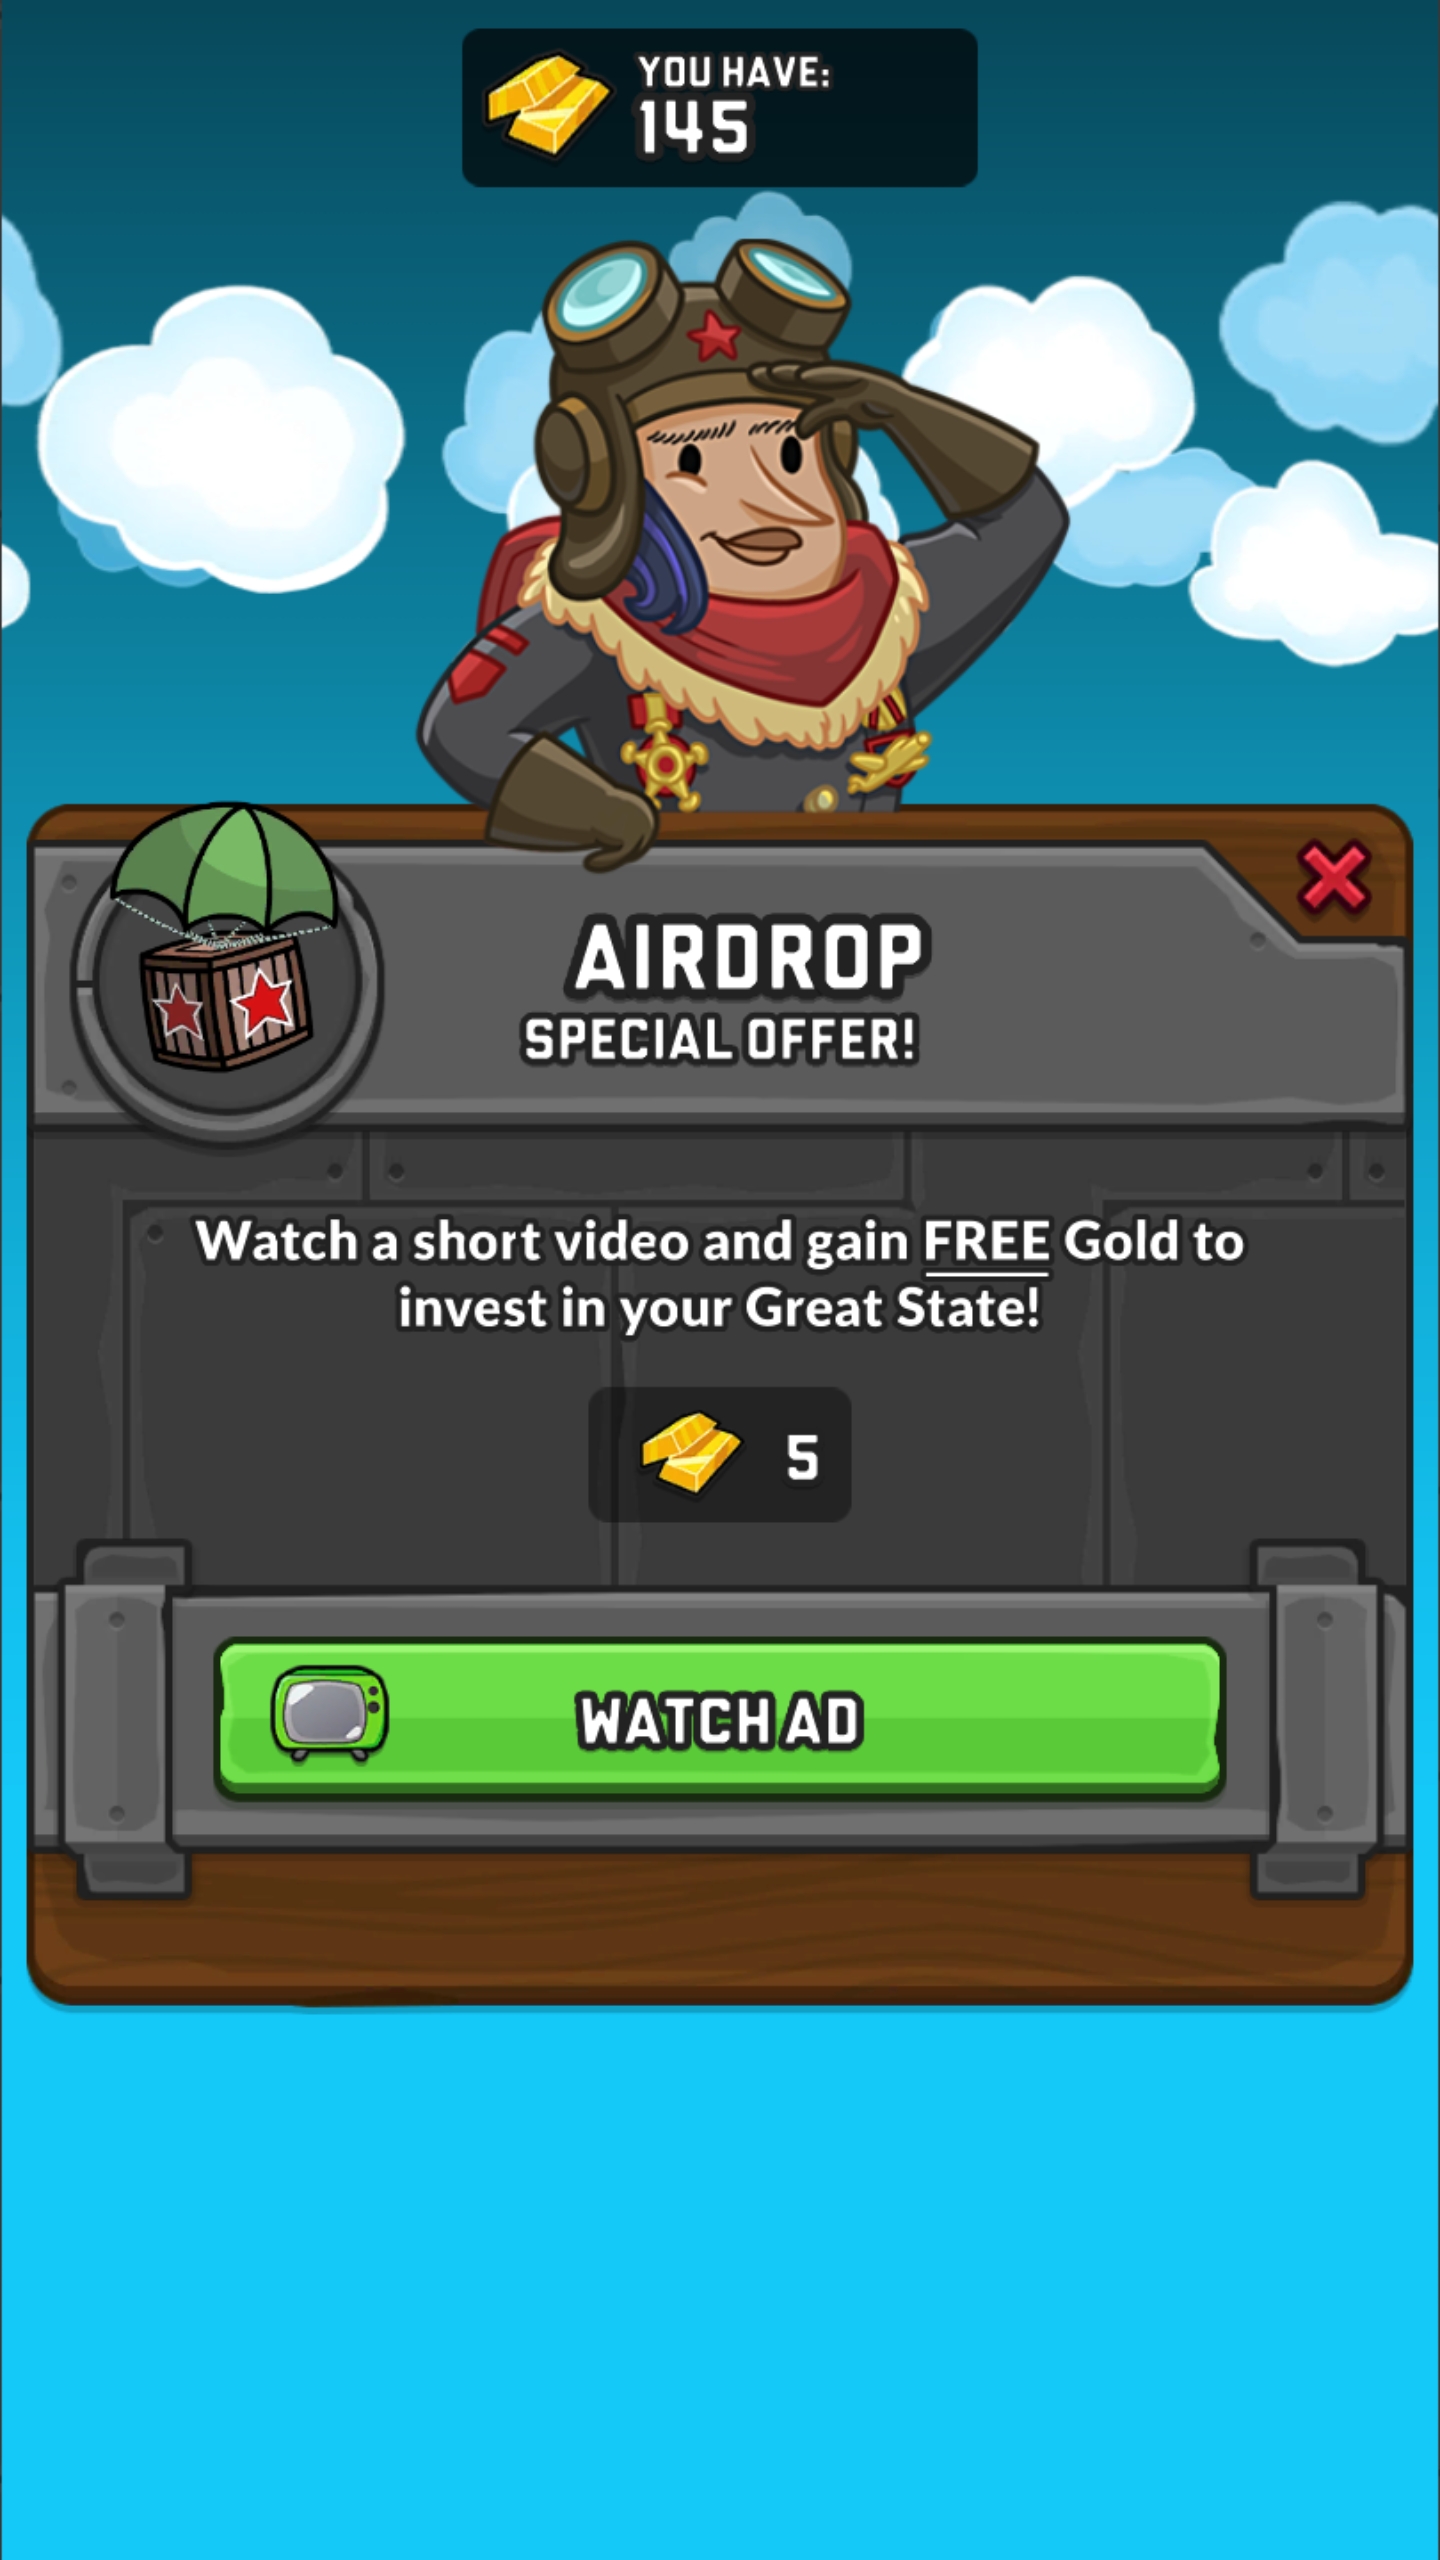 YOU HAVE:
145
AIRDROP
SPECIAL OFFER!
Watch a short video and gain FREE Gold to
invest in your Great State!
5
WATCH AD